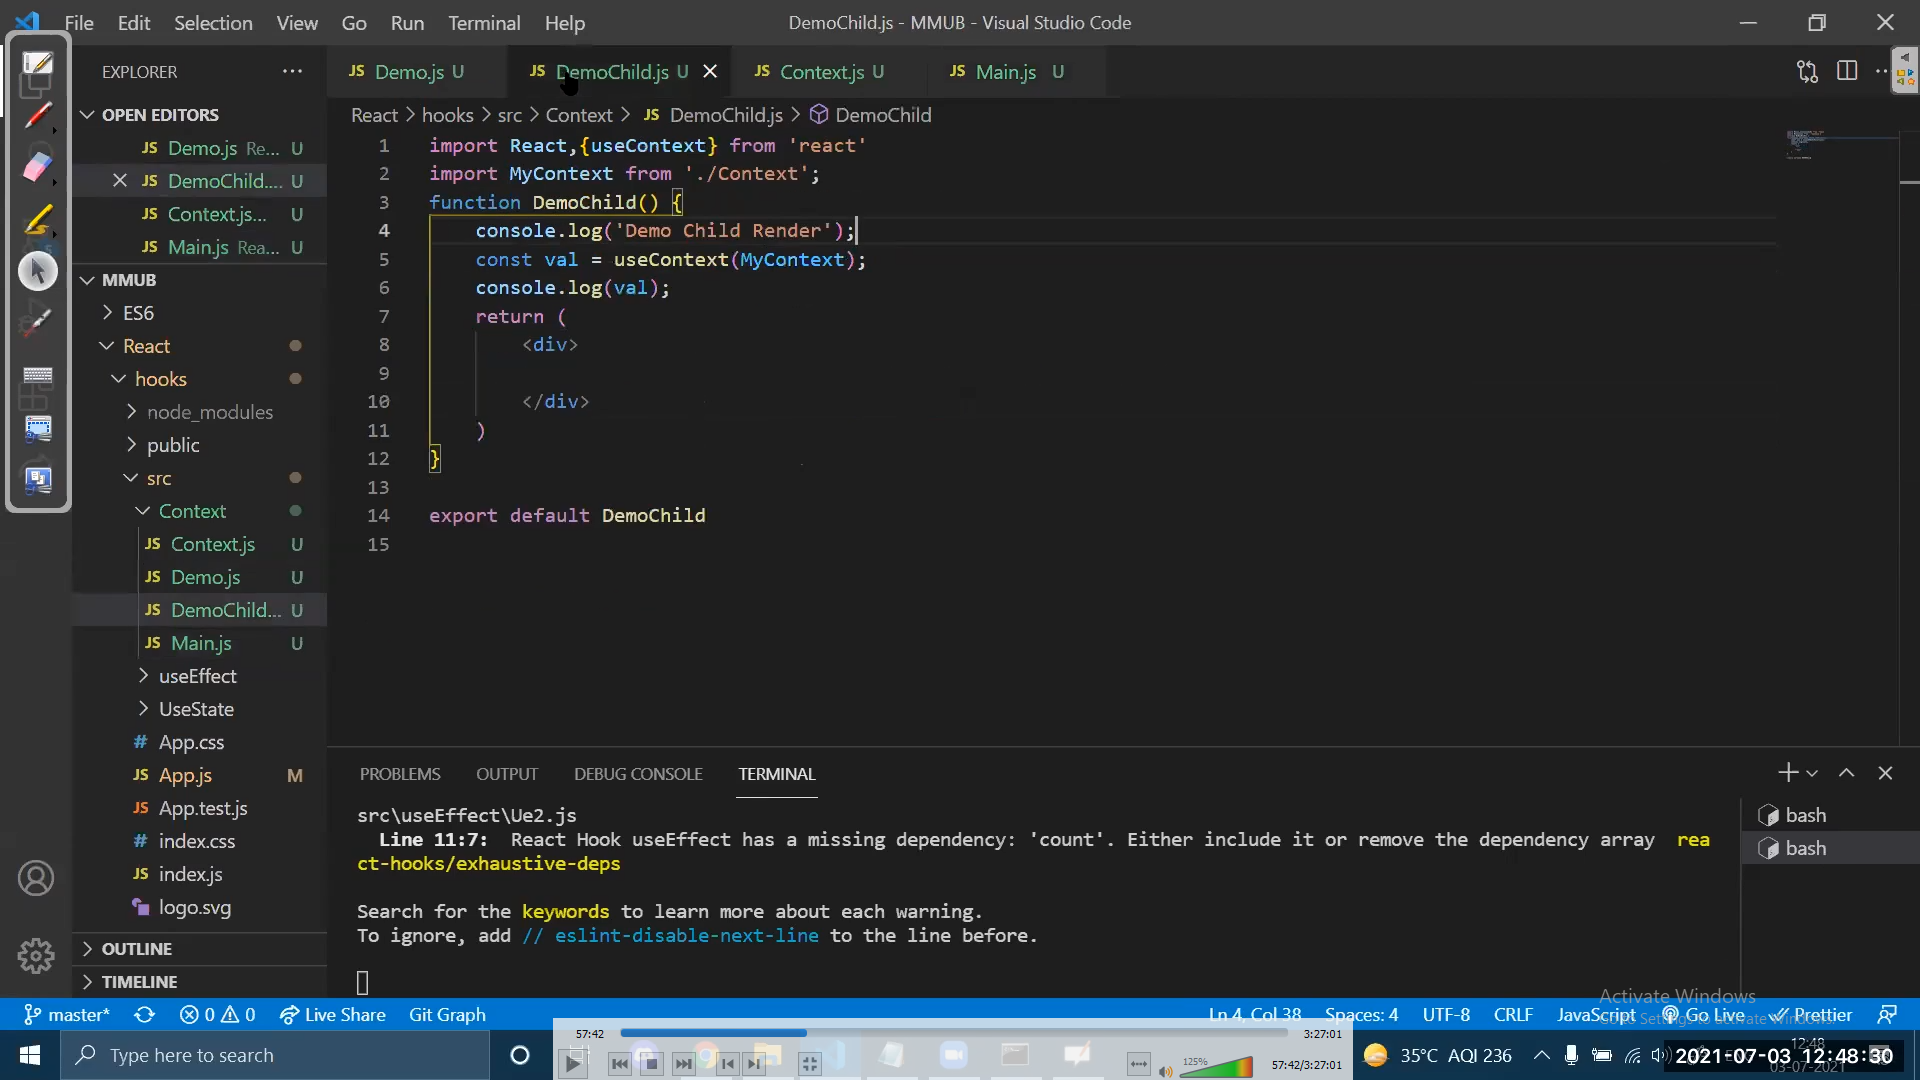 File Edit Selection View Go Run Terminal Help
DemoChild.js - MMUB - Visual Studio Code
EXPLORER
OPEN EDITORS
JS Demo.js Re... U
JS DemoChild.... U
JS Context.js... U
JS Main.js Rea... U
MMUB
ES6
React
hooks
node_modules
public
src
Context
JS Context.js U
JS Demo.js U
JS DemoChild... U
JS Main.js U
useEffect
UseState
# App.css
JS App.js M
JS App.test.js
# index.css
JS index.js
logo.svg
OUTLINE
TIMELINE
JS Demo.js U JS DemoChild.js U JS Context.js U JS Main.js U
React > hooks > src > Context > JS DemoChild.js > DemoChild
1 import React,{useContext} from 'react'
2 import MyContext from './Context';
3 function DemoChild() {
4 console.log('Demo Child Render');
5 const val = useContext(MyContext);
6 console.log(val);
7 return (
8 <div>
9
10 </div>
11 )
12 }
13
14 export default DemoChild
15
PROBLEMS OUTPUT DEBUG CONSOLE TERMINAL
src\useEffect\Ue2.js
Line 11:7: React Hook useEffect has a missing dependency: 'count'. Either include it or remove the dependency array rea
ct-hooks/exhaustive-deps
Search for the keywords to learn more about each warning.
To ignore, add // eslint-disable-next-line to the line before.
bash
bash
Activate Windows
Go to Settings to activate Windows.
master* 0 0 Live Share Git Graph
Ln 4, Col 38 Spaces: 4 UTF-8 CRLF JavaScript Go Live Prettier
57:42 3:27:01
Type here to search
125% 57:42/3:27:01
35°C AQI 236
12:48
03-07-2021
2021-07-03 12:48:30